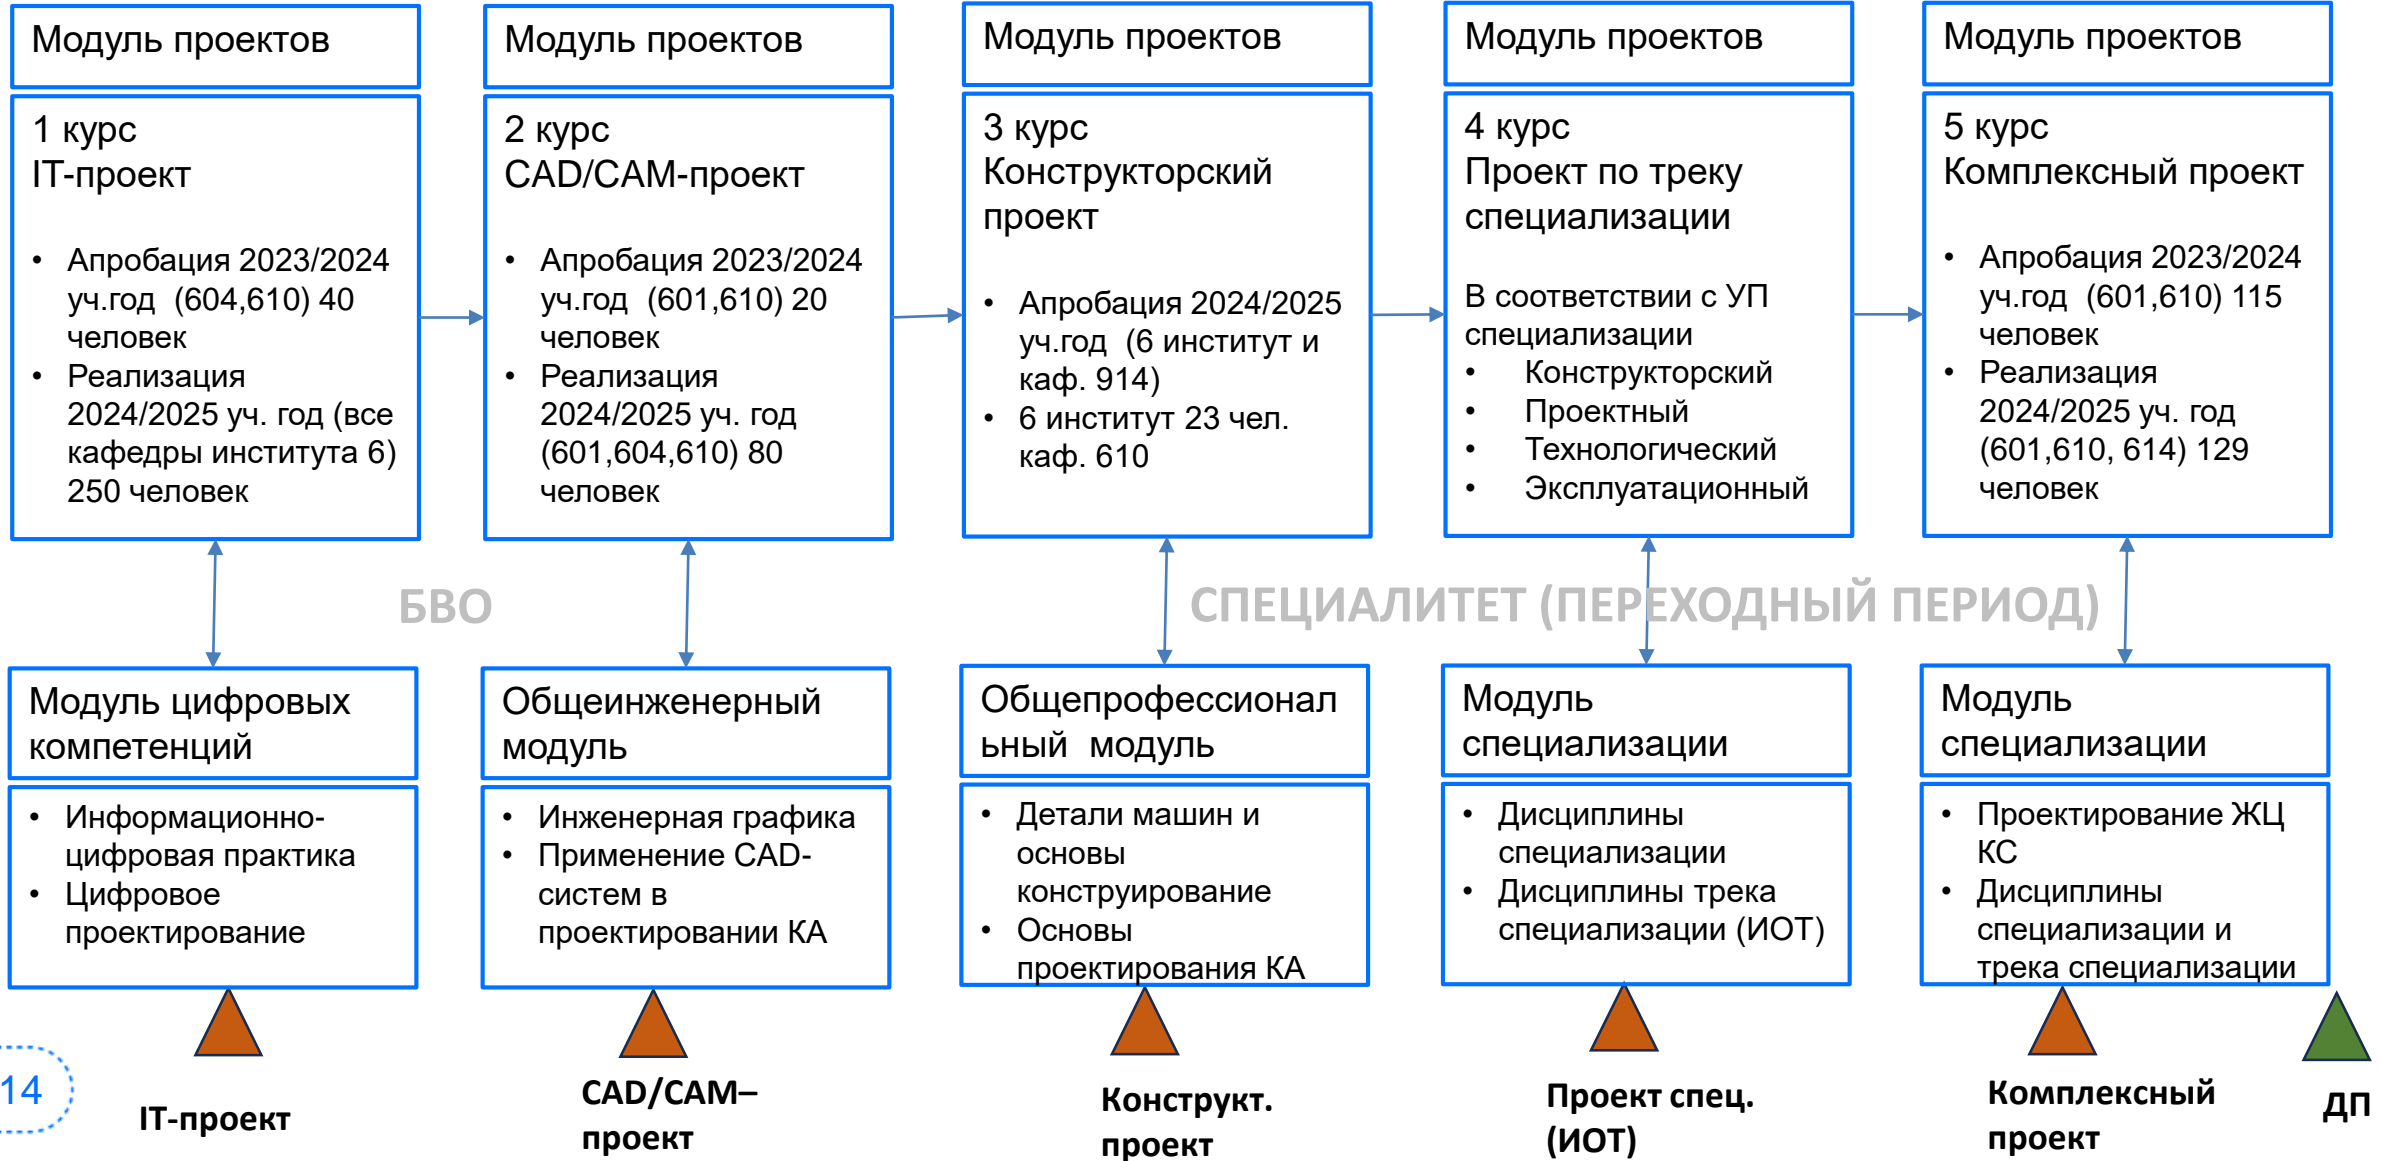 Модуль проектов
1 курс
IT-проект
• Апробация 2023/2024
уч.год (604,610) 40
человек
• Реализация
2024/2025 уч. год (все
кафедры института 6)
250 человек
Модуль проектов
2 курс
CAD/CAM-проект
• Апробация 2023/2024
уч.год (601,610) 20
человек
• Реализация
2024/2025 уч. год
(601,604,610) 80
человек
Модуль проектов
3 курс
Конструкторский
проект
• Апробация 2024/2025
уч.год (6 институт и
каф. 914)
• 6 институт 23 чел.
каф. 610
Модуль проектов
4 курс
Проект по треку
специализации
В соответствии с УП
специализации
• Конструкторский
• Проектный
• Технологический
• Эксплуатационный
Модуль проектов
5 курс
Комплексный проект
• Апробация 2023/2024
уч.год (601,610) 115
человек
• Реализация
2024/2025 уч. год
(601,610, 614) 129
человек
БВО
СПЕЦИАЛИТЕТ (ПЕРЕХОДНЫЙ ПЕРИОД)
Модуль цифровых
компетенций
• Информационно-
цифровая практика
• Цифровое
проектирование
Общеинженерный
модуль
• Инженерная графика
• Применение CAD-
систем в
проектировании КА
Общепрофессионал
ьный модуль
• Детали машин и
основы
конструирование
• Основы
проектирования КА
Модуль
специализации
• Дисциплины
специализации
• Дисциплины трека
специализации (ИОТ)
Модуль
специализации
• Проектирование ЖЦ
КС
• Дисциплины
специализации и
трека специализации
14
IT-проект
CAD/CAM–
проект
Конструкт.
проект
Проект спец.
(ИОТ)
Комплексный
проект
ДП